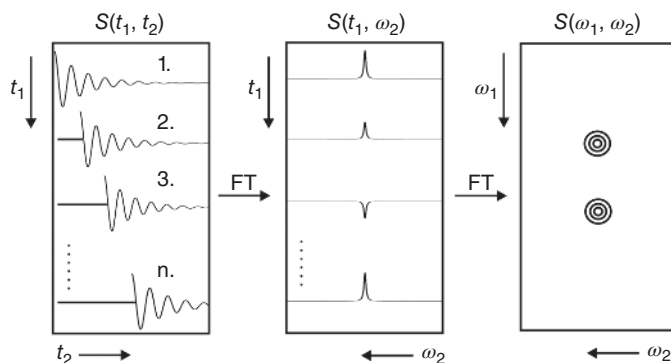 S(t₁, t₂) S(t₁, ω₂) S(ω₁, ω₂)
1.
t₁ t₁ ω₁
2.
3.
FT FT
n.
t₂ ω₂ ω₂